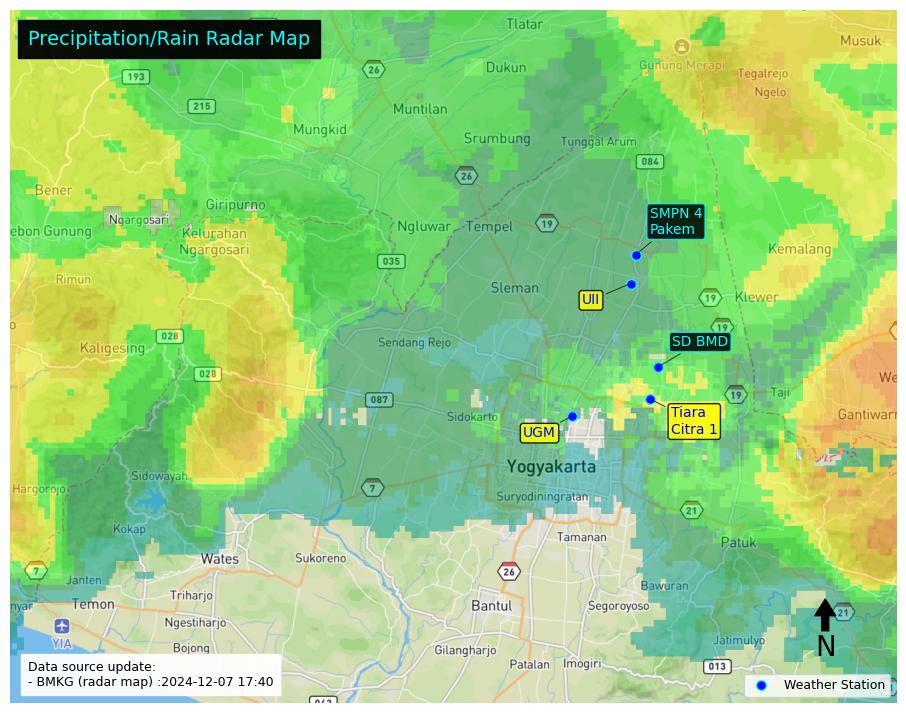 Precipitation/Rain Radar Map
Tlatar
Musuk
26
Dukun
Gunung Merapi
193
Tegalrejo
Ngelo
215
Muntilan
Mungkid
Srumbung
Tunggal Arum
084
26
Bener
Giripurno
Ngargosari
SMPN 4
Pakem
ebon Gunung
Kelurahan
Ngargosari
Ngluwar
Tempel
19
Kemalang
035
Rimun
Sleman
UII
19
Klewer
19
028
Kaligesing
Sendang Rejo
SD BMD
028
We
087
19
Taji
Sidokarto
Tiara
Citra 1
Gantiwarn
UGM
Yogyakarta
Sidowayah
Hargorojo
7
Suryodiningratan
21
Kokap
Tamanan
Patuk
Wates
Sukoreno
7
26
Janten
Bawuran
nyar
Temon
Triharjo
Bantul
Segoroyoso
21
Ngestiharjo
YIA
N
Bojong
Gilangharjo
Jatimulyo
Patalan
Imogiri
013
Data source update:
- BMKG (radar map) :2024-12-07 17:40
Weather Station